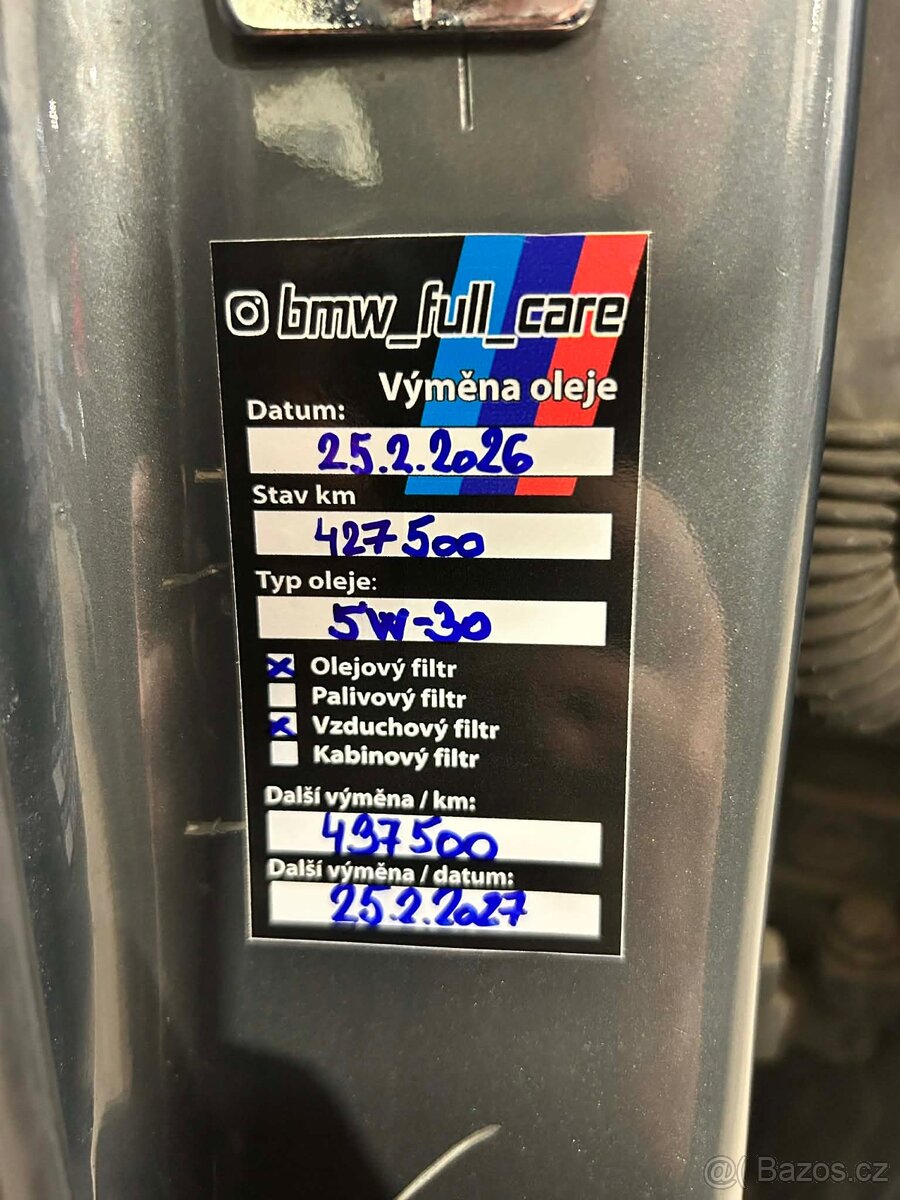 bmw_full_care
Výměna oleje
Datum:
25.2.2026
Stav km
427500
Typ oleje:
5W-30
Olejový filtr
Palivový filtr
Vzduchový filtr
Kabinový filtr
Další výměna / km:
437500
Další výměna / datum:
25.2.2027
@( Bazos.cz